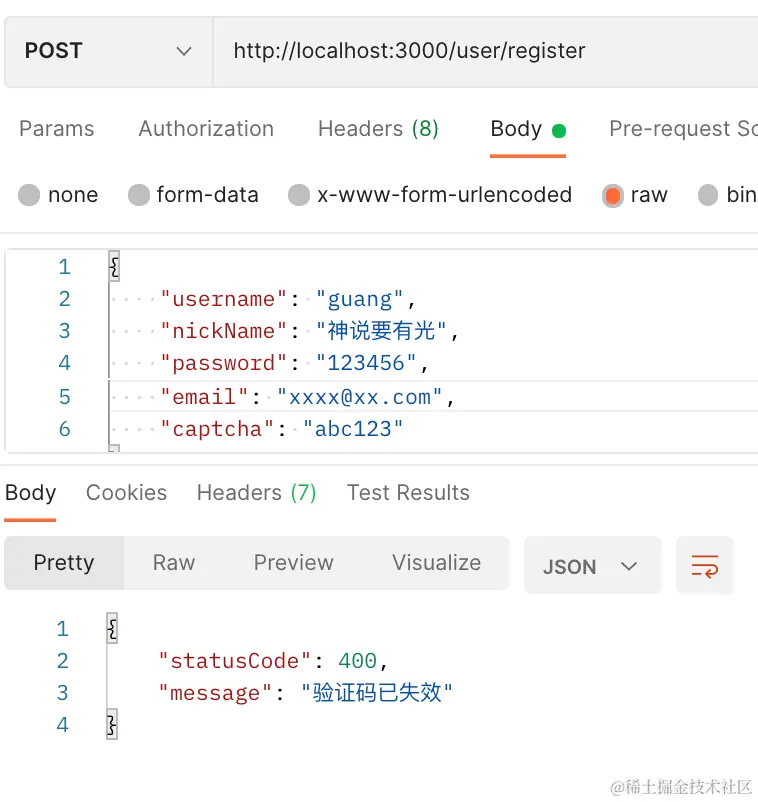 POST http://localhost:3000/user/register
Params Authorization Headers (8) Body Pre-request Sc
none form-data x-www-form-urlencoded raw bin
1 {
2 "username": "guang",
3 "nickName": "神说要有光",
4 "password": "123456",
5 "email": "xxxx@xx.com",
6 "captcha": "abc123"
Body Cookies Headers (7) Test Results
Pretty Raw Preview Visualize JSON
1 {
2 "statusCode": 400,
3 "message": "验证码已失效"
4 }
@稀土掘金技术社区